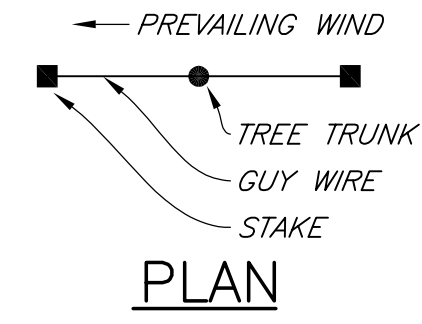 PREVAILING WIND
TREE TRUNK
GUY WIRE
STAKE
PLAN